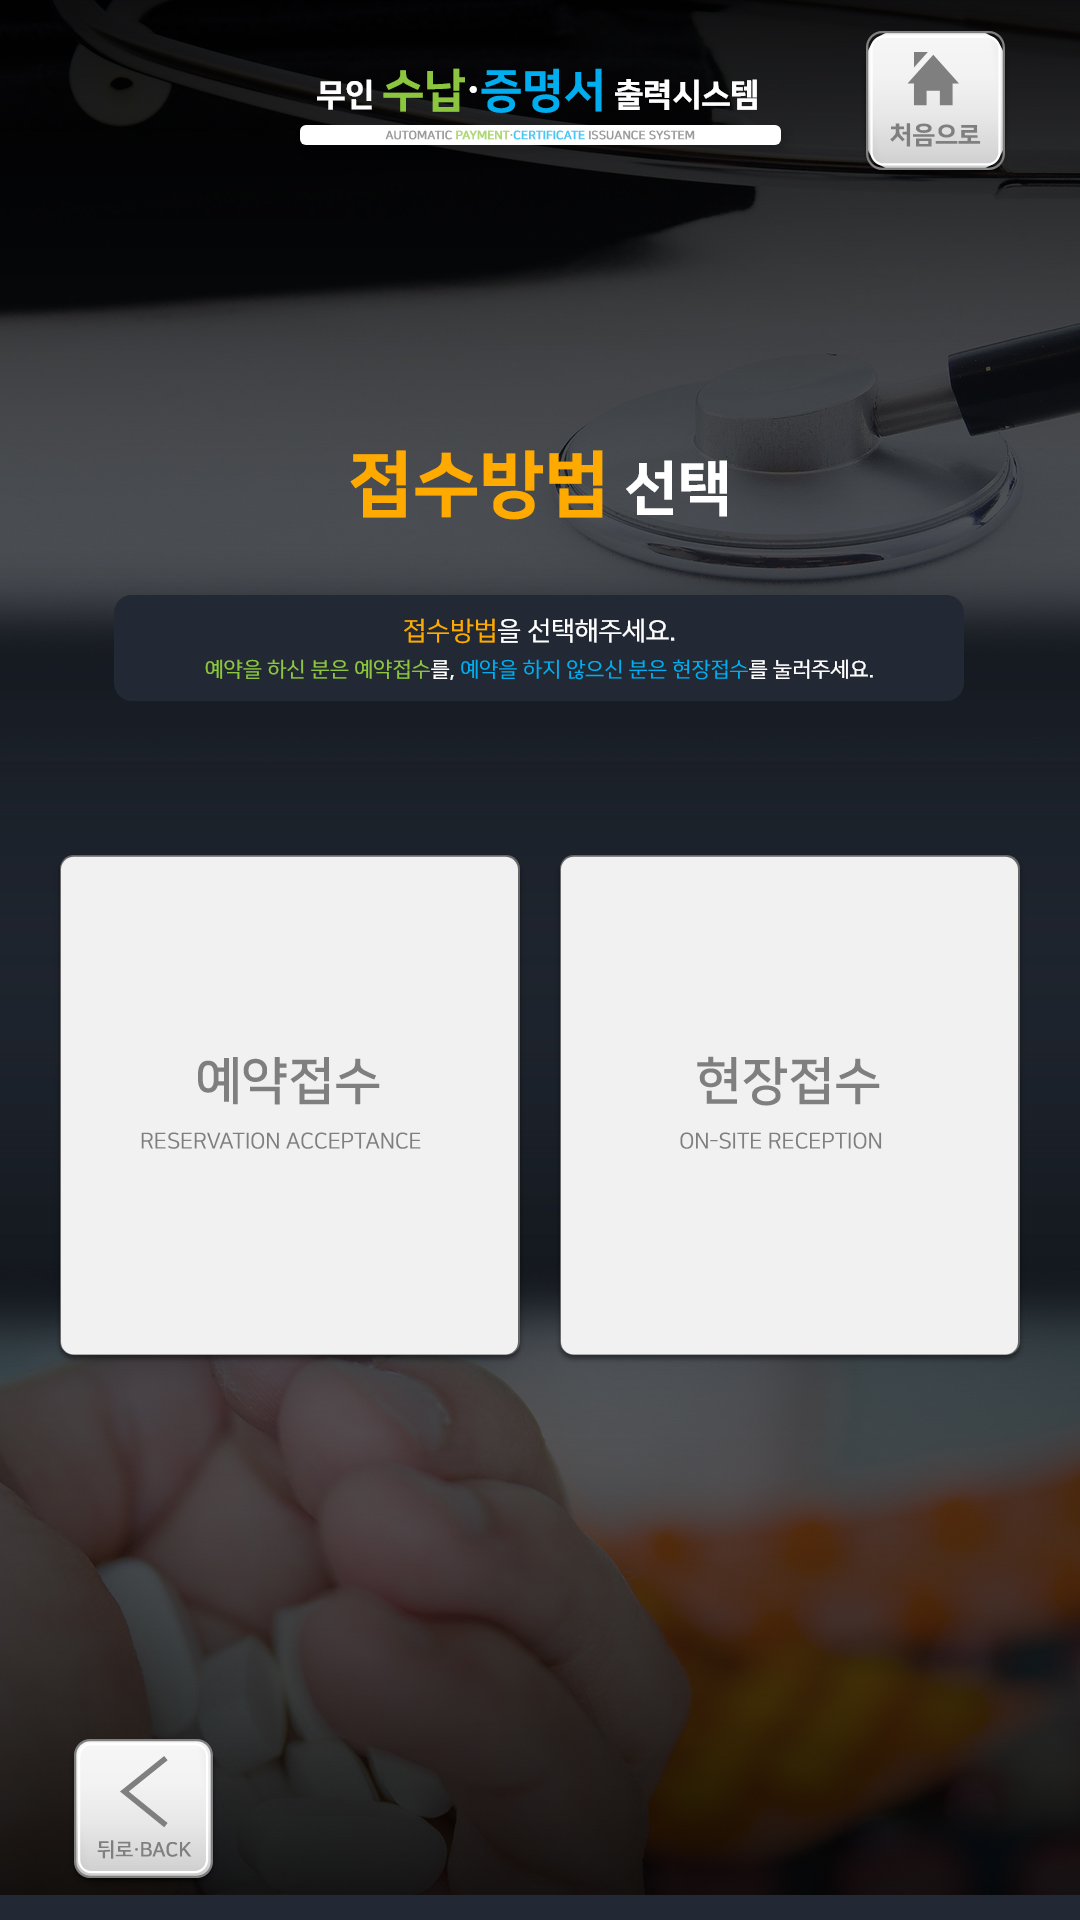 무인 수납·증명서 출력시스템
AUTOMATIC PAYMENT·CERTIFICATE ISSUANCE SYSTEM
처음으로
접수방법 선택
접수방법을 선택해주세요.
예약을 하신 분은 예약접수를, 예약을 하지 않으신 분은 현장접수를 눌러주세요.
예약접수
RESERVATION ACCEPTANCE
현장접수
ON-SITE RECEPTION
뒤로·BACK